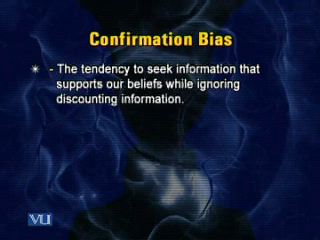 Confirmation Bias
- The tendency to seek information that
supports our beliefs while ignoring
discounting information.
VU